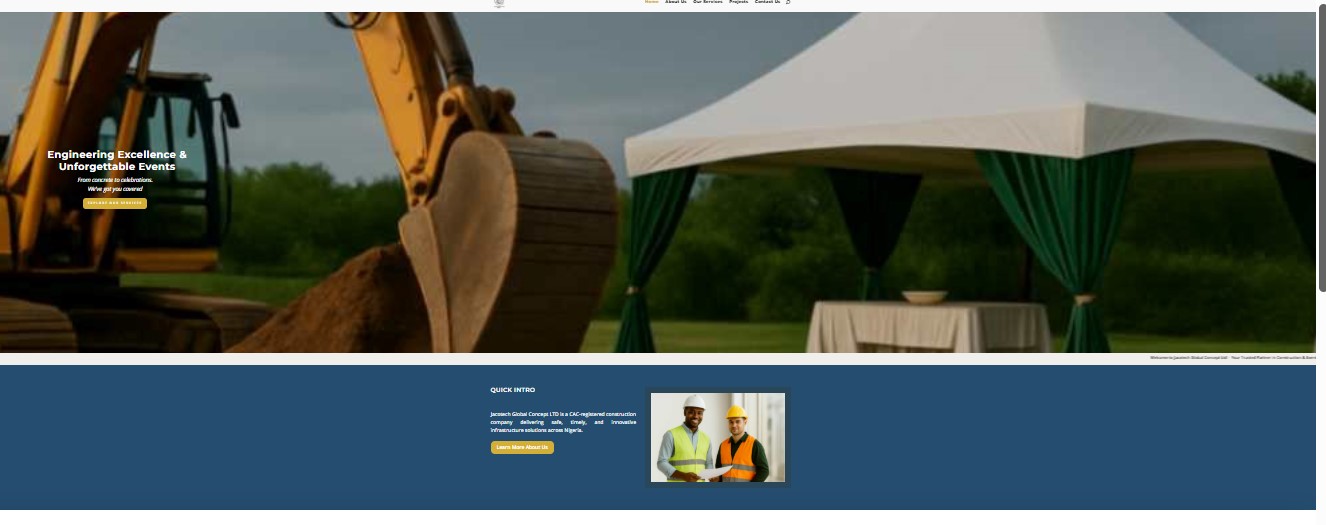 Home About Us Our Services Projects Contact Us
Engineering Excellence &
Unforgettable Events
From concrete to celebrations.
We've got you covered
EXPLORE OUR SERVICES
Welcome to Jacotech Global Concept Ltd - Your Trusted Partner in Construction & Event
QUICK INTRO
Jacotech Global Concept LTD is a CAC-registered construction
company delivering safe, timely, and innovative
infrastructure solutions across Nigeria.
Learn More About Us